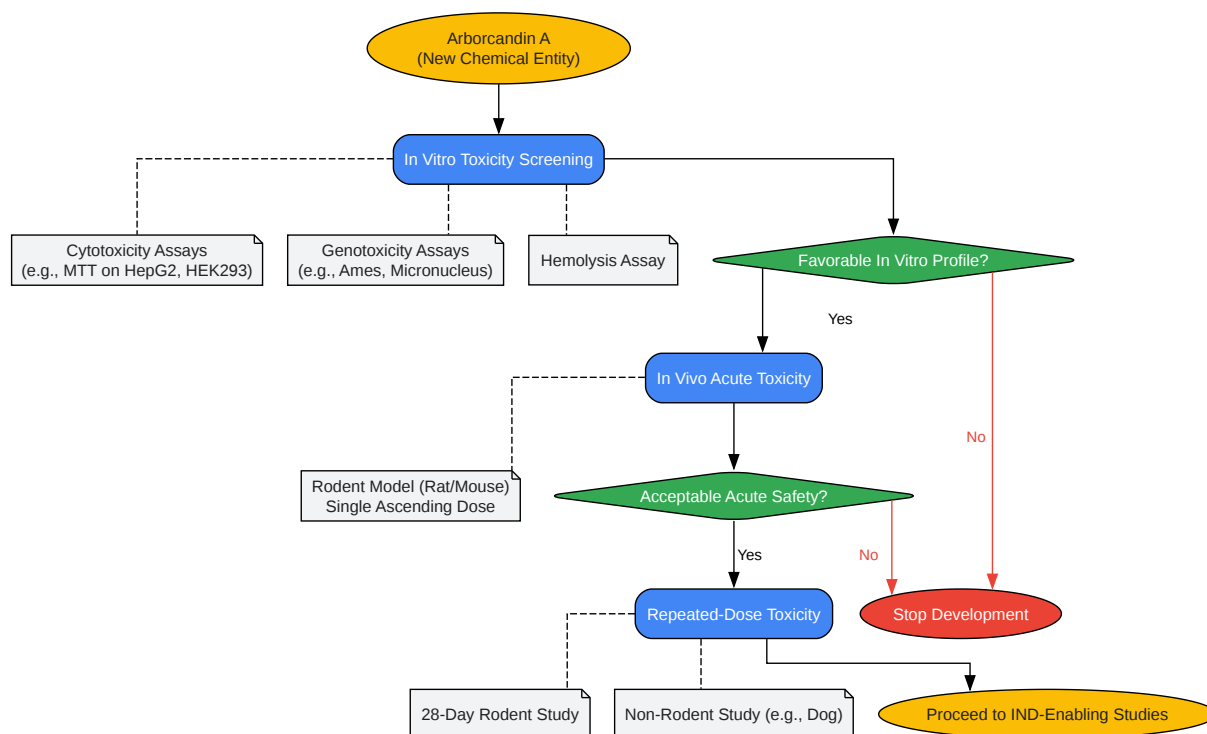 Arborcandin A
(New Chemical Entity)
In Vitro Toxicity Screening
Cytotoxicity Assays
(e.g., MTT on HepG2, HEK293)
Genotoxicity Assays
(e.g., Ames, Micronucleus)
Hemolysis Assay
Favorable In Vitro Profile?
Yes
In Vivo Acute Toxicity
No
Rodent Model (Rat/Mouse)
Single Ascending Dose
Acceptable Acute Safety?
Yes
No
Repeated-Dose Toxicity
Stop Development
28-Day Rodent Study
Non-Rodent Study (e.g., Dog)
Proceed to IND-Enabling Studies